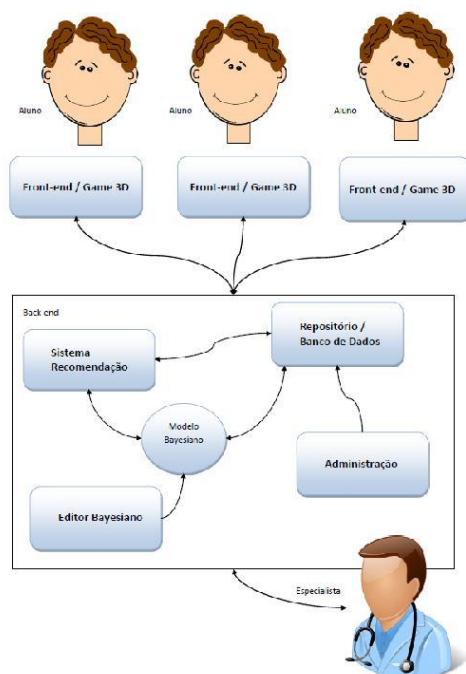 Aluno
Aluno
Aluno
Front-end / Game 3D
Front-end / Game 3D
Front end / Game 3D
Back end
Sistema
Recomendação
Repositório /
Banco de Dados
Modelo
Bayesiano
Administração
Editor Bayesiano
Especialista